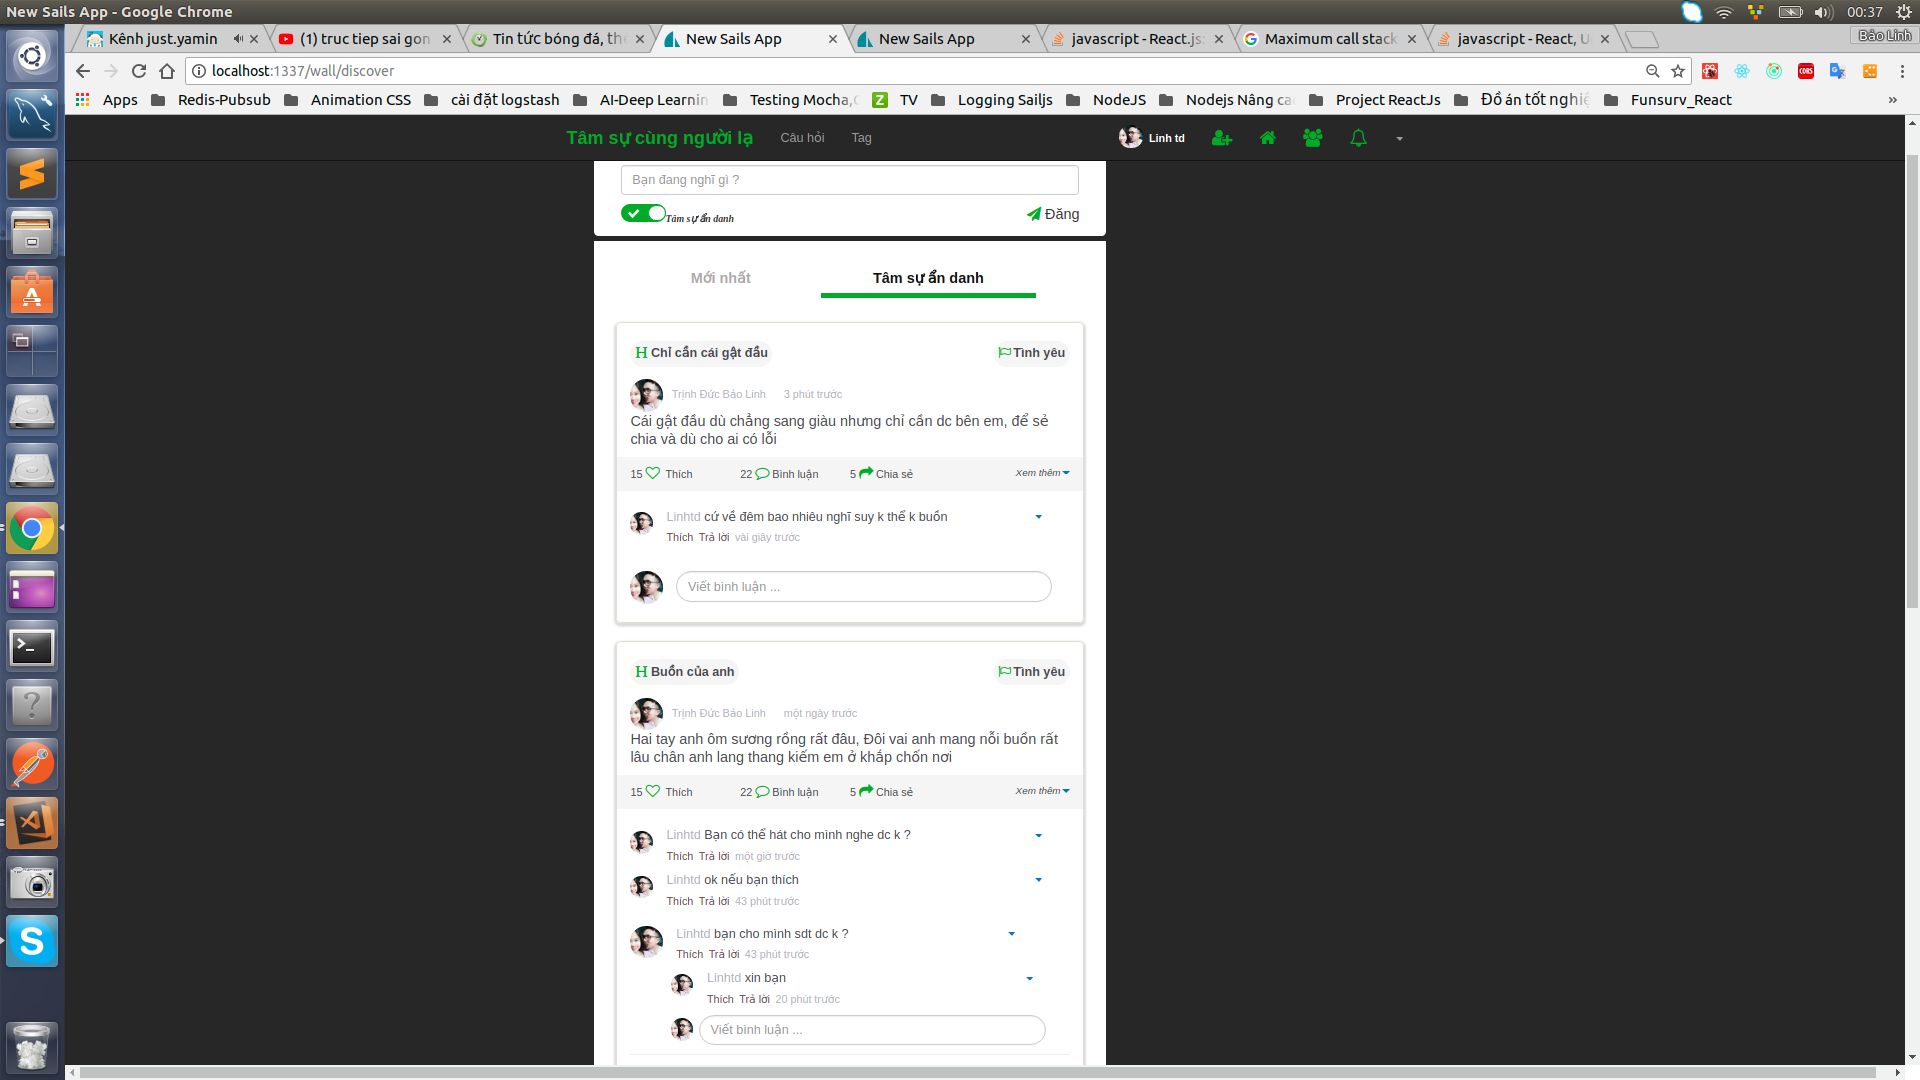 New Sails App - Google Chrome
00:37
Kênh just.yamin
(1) truc tiep sai gon
Tin tức bóng đá, thể
New Sails App
New Sails App
javascript - React.js:
Maximum call stack
javascript - React, U
Bảo Linh
localhost:1337/wall/discover
Apps
Redis-Pubsub
Animation CSS
cài đặt logstash
AI-Deep Learnin
Testing Mocha,C
TV
Logging Sailjs
NodeJS
Nodejs Nâng ca
Project ReactJs
Đồ án tốt nghiệ
Funsurv_React
»
Tâm sự cùng người lạ
Câu hỏi
Tag
Linh td
Bạn đang nghĩ gì ?
Tâm sự ẩn danh
Đăng
Mới nhất
Tâm sự ẩn danh
H Chỉ cần cái gật đầu
Tình yêu
Trịnh Đức Bảo Linh
3 phút trước
Cái gật đầu dù chẳng sang giàu nhưng chỉ cần dc bên em, để sẻ
chia và dù cho ai có lỗi
15 Thích
22 Bình luận
5 Chia sẻ
Xem thêm
Linhtd cứ về đêm bao nhiêu nghĩ suy k thể k buồn
Thích Trả lời vài giây trước
Viết bình luận ...
H Buồn của anh
Tình yêu
Trịnh Đức Bảo Linh
một ngày trước
Hai tay anh ôm sương rồng rất đâu, Đôi vai anh mang nỗi buồn rất
lâu chân anh lang thang kiếm em ở khắp chốn nơi
15 Thích
22 Bình luận
5 Chia sẻ
Xem thêm
Linhtd Bạn có thể hát cho mình nghe dc k ?
Thích Trả lời một giờ trước
Linhtd ok nếu bạn thích
Thích Trả lời 43 phút trước
Linhtd bạn cho mình sdt dc k ?
Thích Trả lời 43 phút trước
Linhtd xin bạn
Thích Trả lời 20 phút trước
Viết bình luận ...